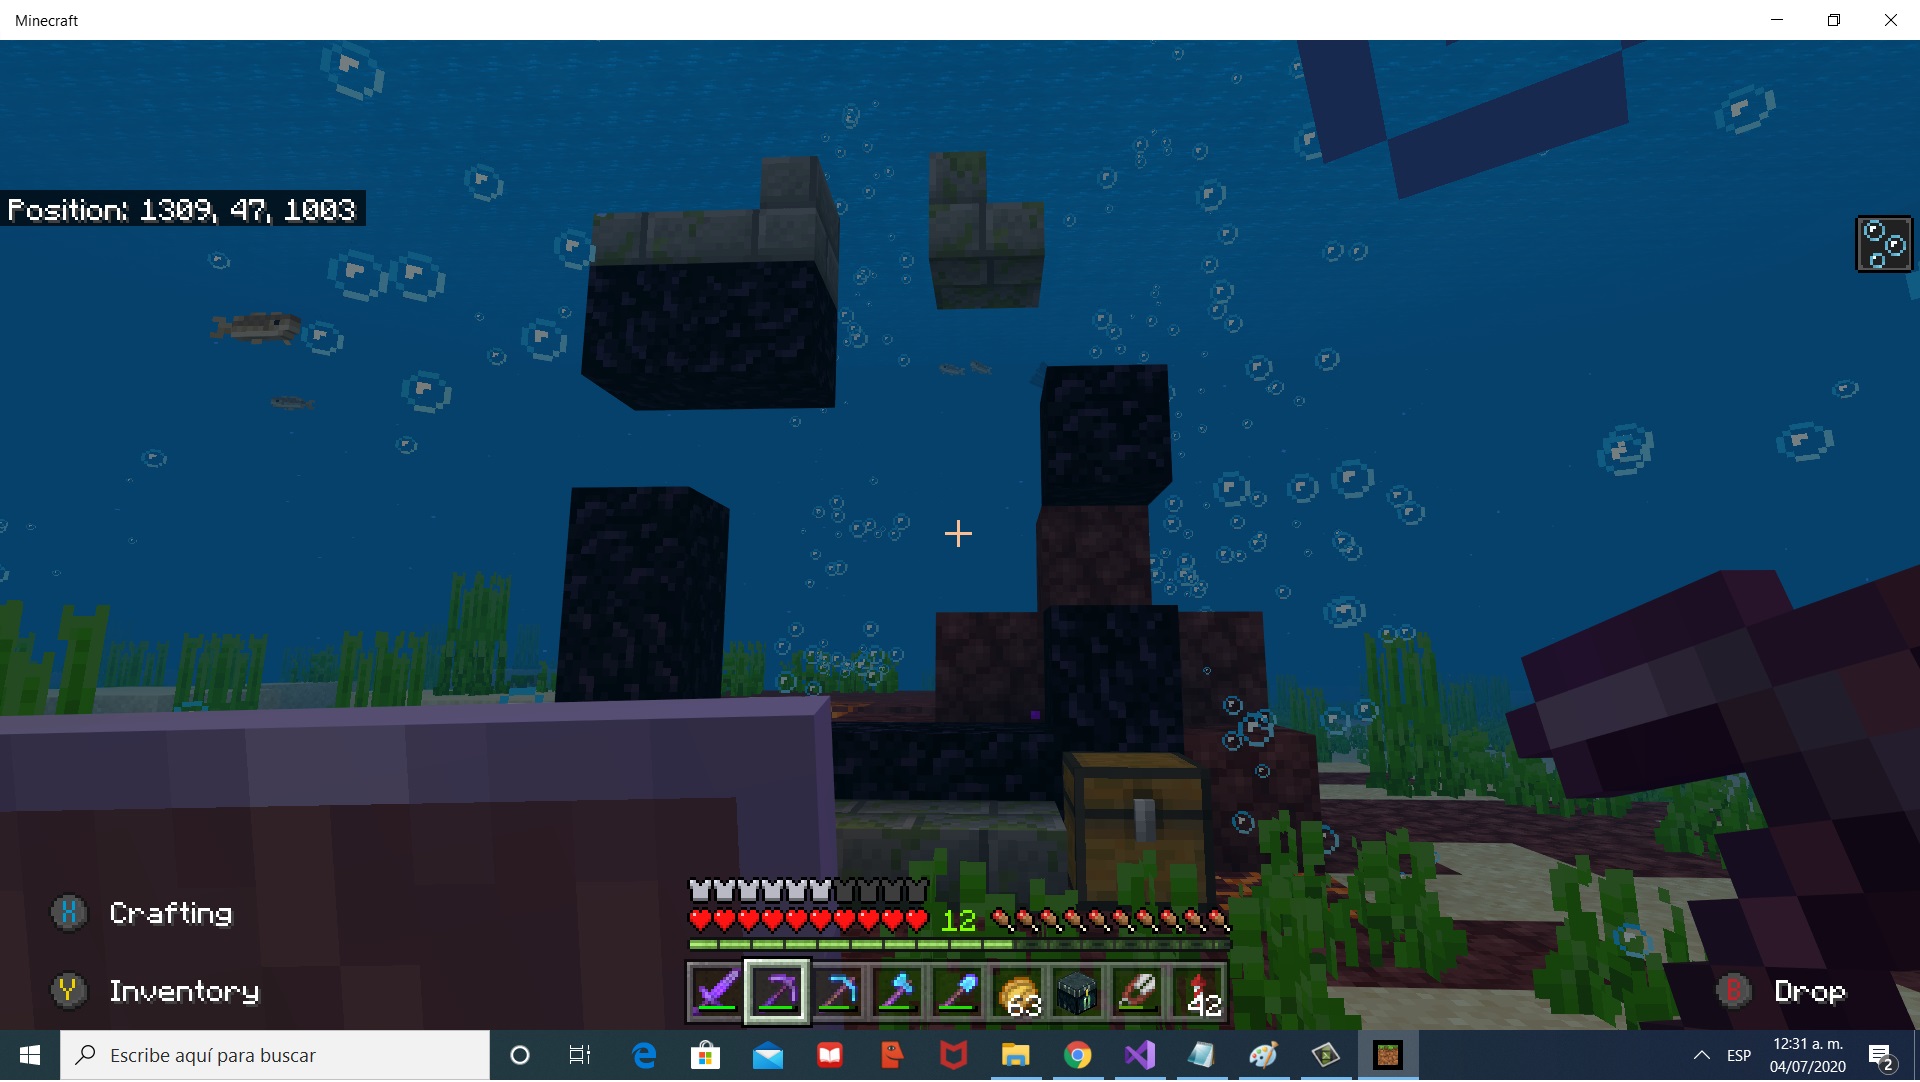 Minecraft
Position: 1309, 47, 1003
Crafting
12
Inventory
63
42
Drop
Escribe aquí para buscar
ESP
12:31 a. m.
04/07/2020
2
X
Y
B